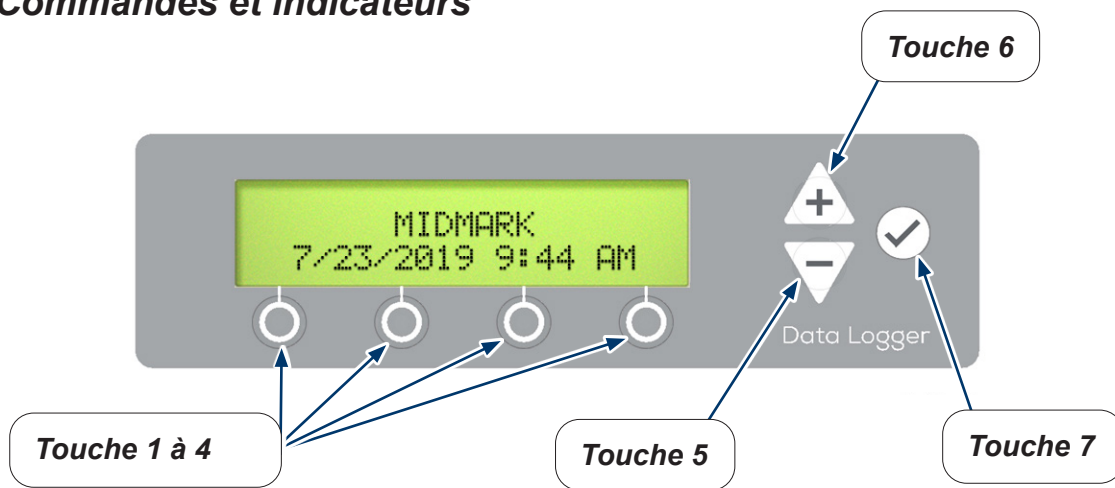 Commandes et indicateurs
Touche 6
MIDMARK
7/23/2019 9:44 AM
+
−
Data Logger
Touche 1 à 4
Touche 5
Touche 7